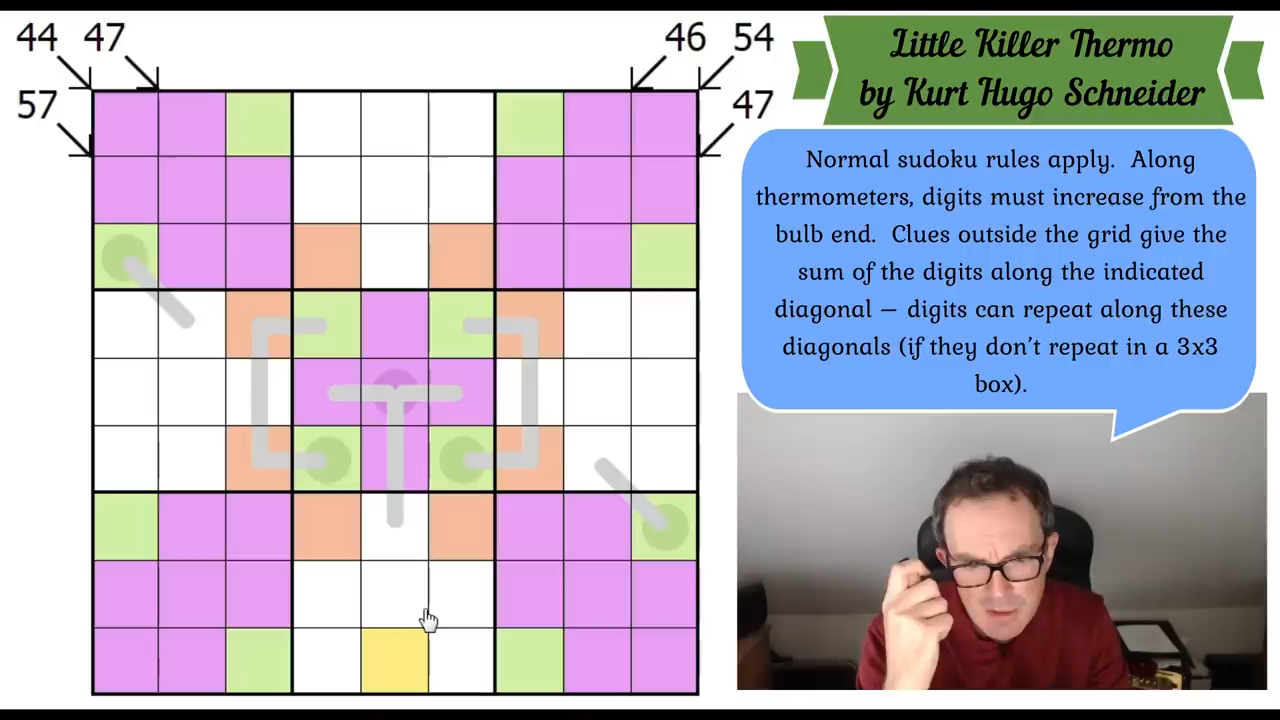 44 47
46 54
57
47
Little Killer Thermo
by Kurt Hugo Schneider
Normal sudoku rules apply. Along
thermometers, digits must increase from the
bulb end. Clues outside the grid give the
sum of the digits along the indicated
diagonal – digits can repeat along these
diagonals (if they don't repeat in a 3x3
box).